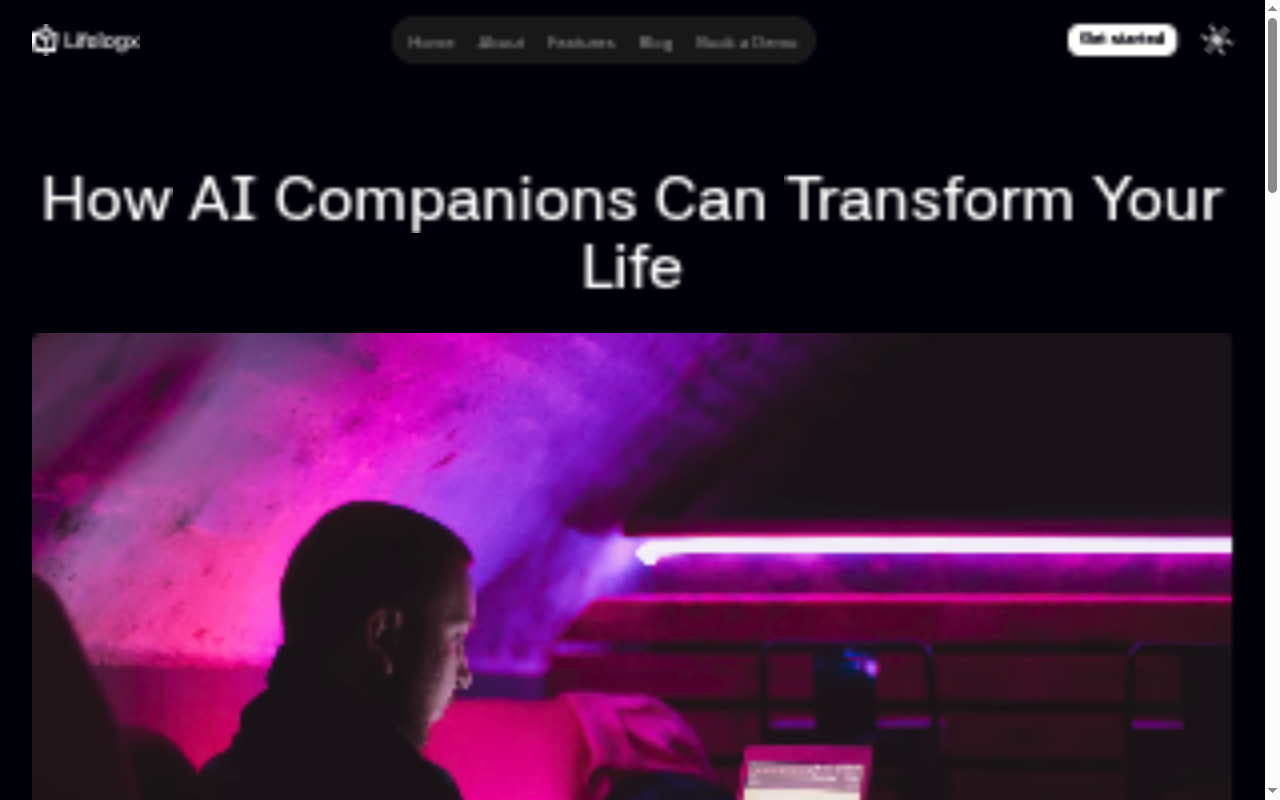 Lifelogx
Home About Features Blog Book a Demo
Get started
How AI Companions Can Transform Your
Life